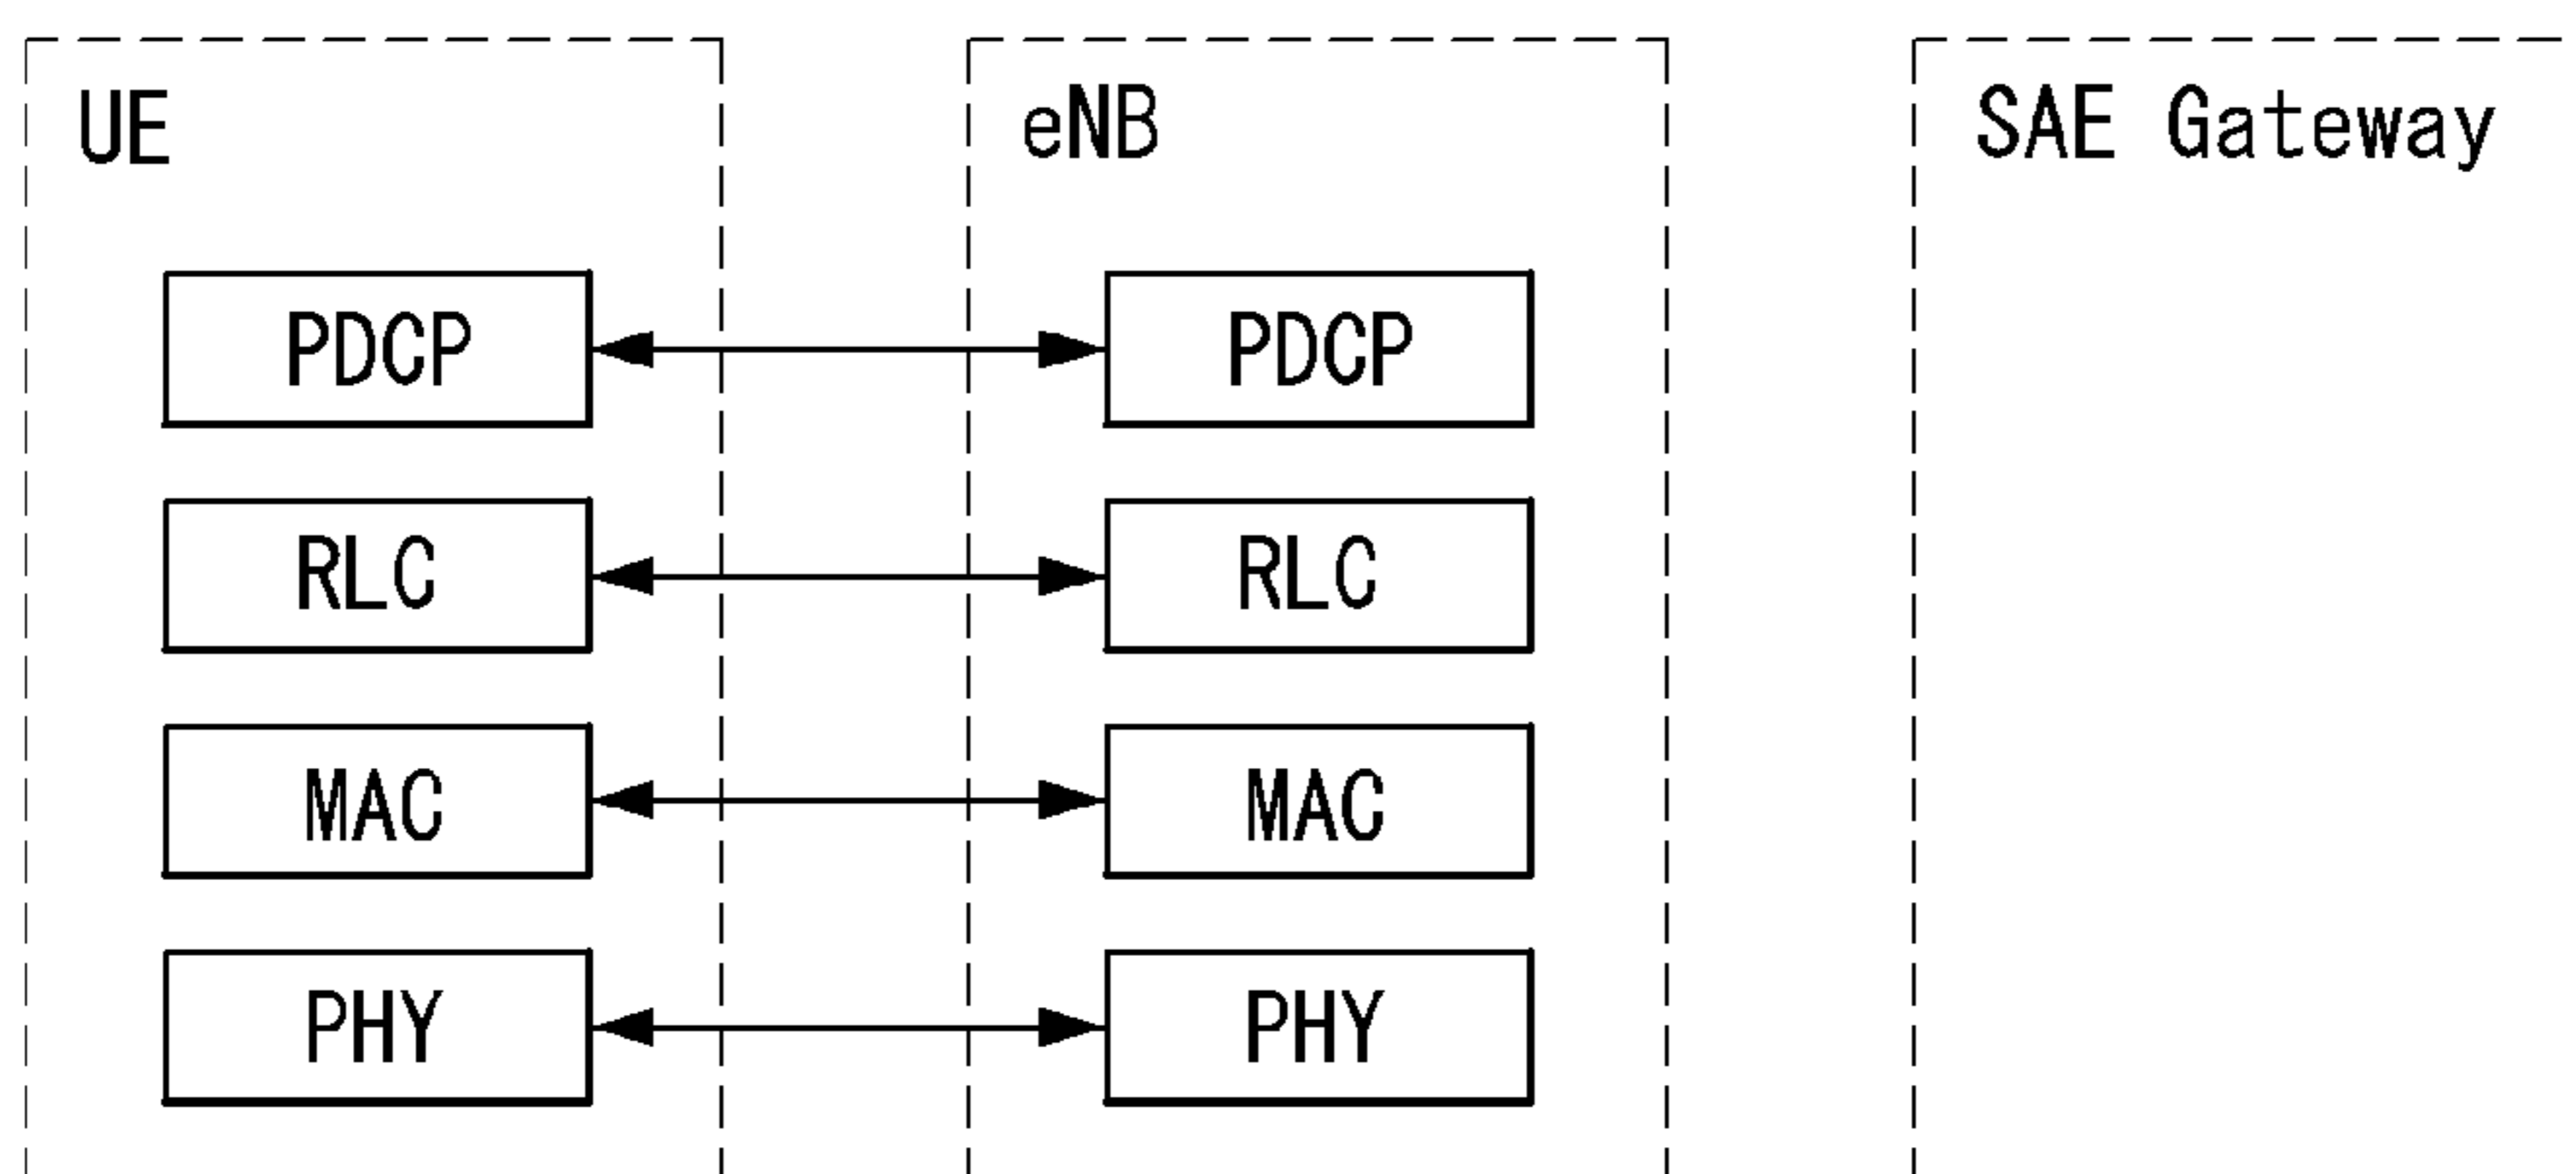 UE
eNB
SAE Gateway
PDCP
PDCP
RLC
RLC
MAC
MAC
PHY
PHY